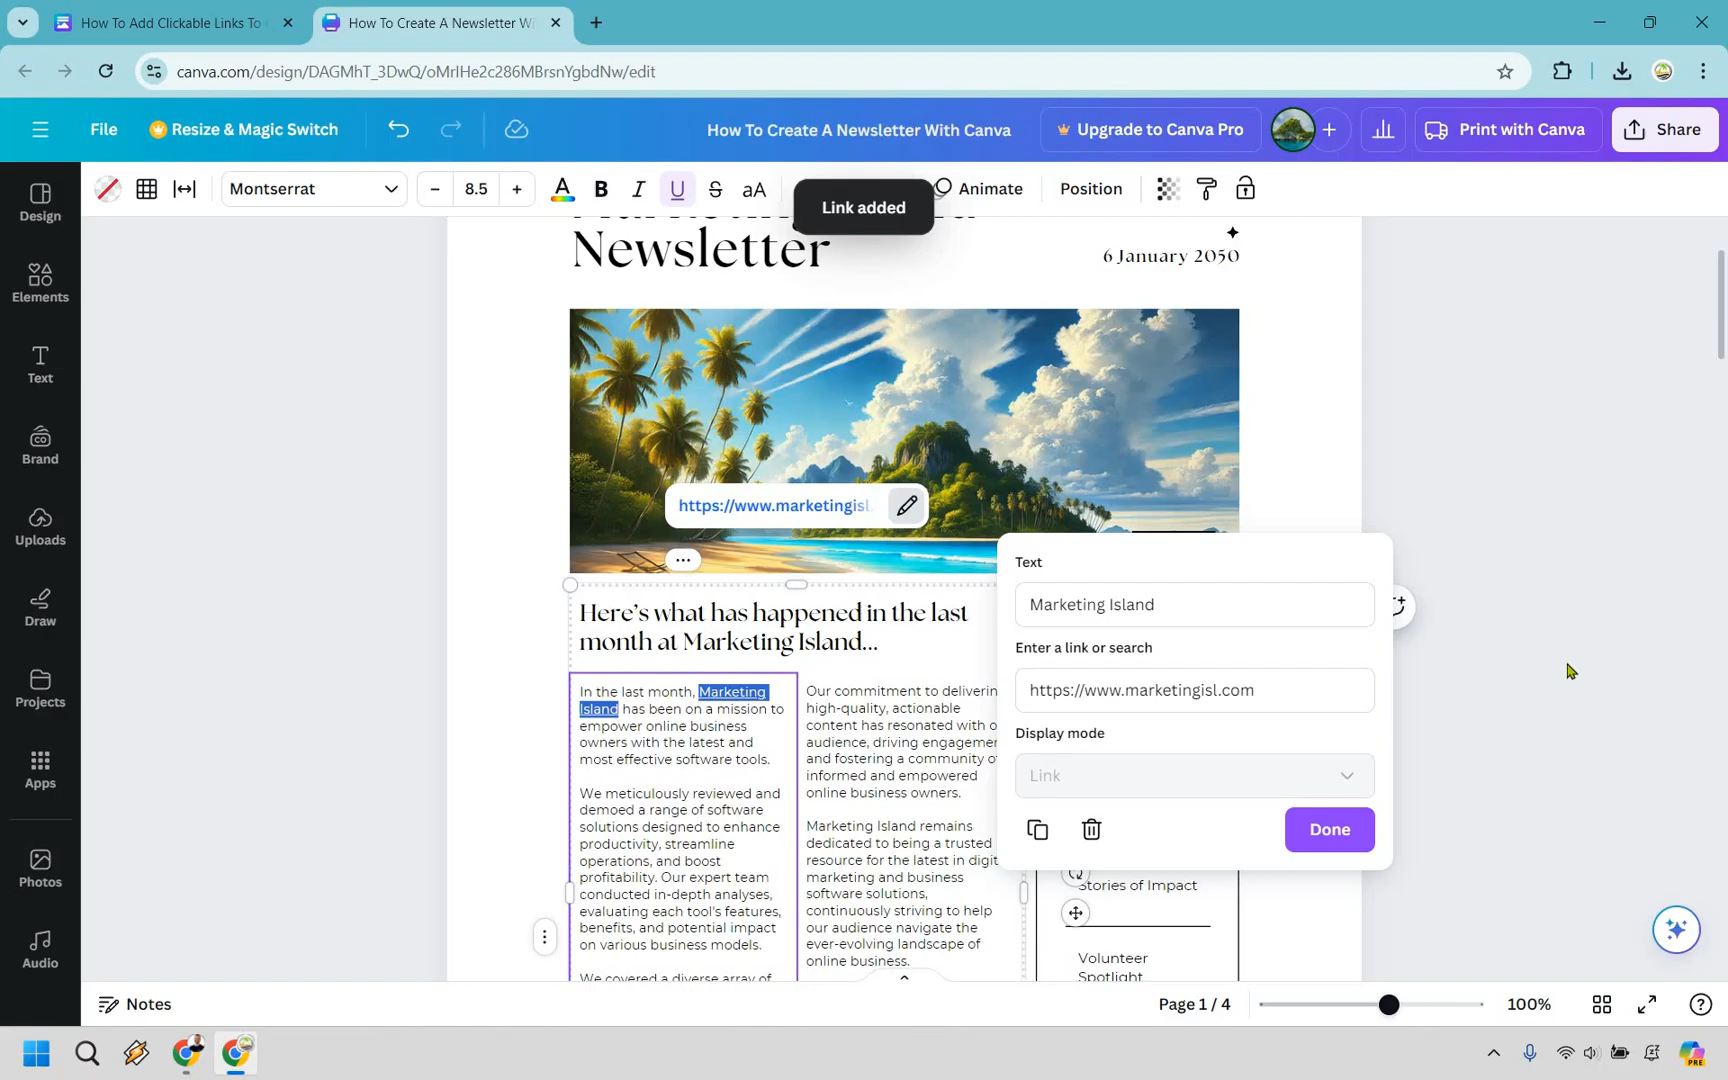 How To Add Clickable Links To
How To Create A Newsletter Wi
canva.com/design/DAGMhT_3DwQ/oMrIHe2c286MBrsnYgbdNw/edit
File
Resize & Magic Switch
How To Create A Newsletter With Canva
Upgrade to Canva Pro
Print with Canva
Share
Montserrat
8.5
B
I
U
S
aA
Animate
Position
Link added
Design
Elements
Text
Brand
Uploads
Draw
Projects
Apps
Photos
Audio
Newsletter
6 January 2050
https://www.marketingisl
Here's what has happened in the last
month at Marketing Island...
In the last month, Marketing
Island has been on a mission to
empower online business
owners with the latest and
most effective software tools.
We meticulously reviewed and
demoed a range of software
solutions designed to enhance
productivity, streamline
operations, and boost
profitability. Our expert team
conducted in-depth analyses,
evaluating each tool's features,
benefits, and potential impact
on various business models.
We covered a diverse array of
Our commitment to deliverin
high-quality, actionable
content has resonated with o
audience, driving engagemen
and fostering a community o
informed and empowered
online business owners.
Marketing Island remains
dedicated to being a trusted
resource for the latest in digit
marketing and business
software solutions,
continuously striving to help
our audience navigate the
ever-evolving landscape of
online business.
Text
Marketing Island
Enter a link or search
https://www.marketingisl.com
Display mode
Link
Done
Stories of Impact
Volunteer
Spotlight
Notes
Page 1 / 4
100%
PRE